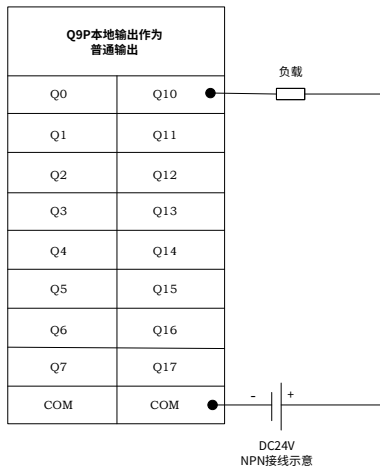 Q9P本地输出作为
普通输出
负载
Q0 Q10
Q1 Q11
Q2 Q12
Q3 Q13
Q4 Q14
Q5 Q15
Q6 Q16
Q7 Q17
COM COM
- +
DC24V
NPN接线示意